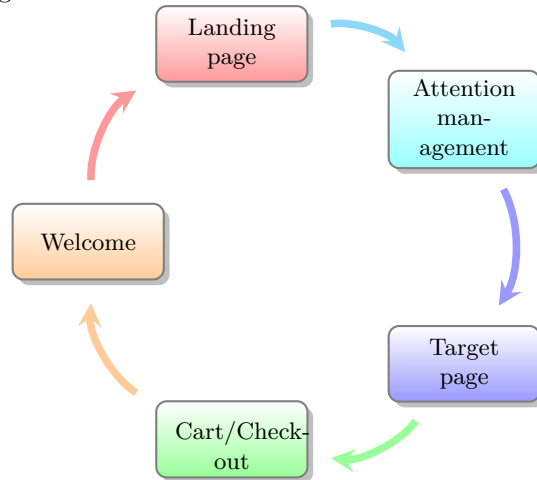 Landing
page
Attention
man-
agement
Welcome
Target
page
Cart/Check-
out